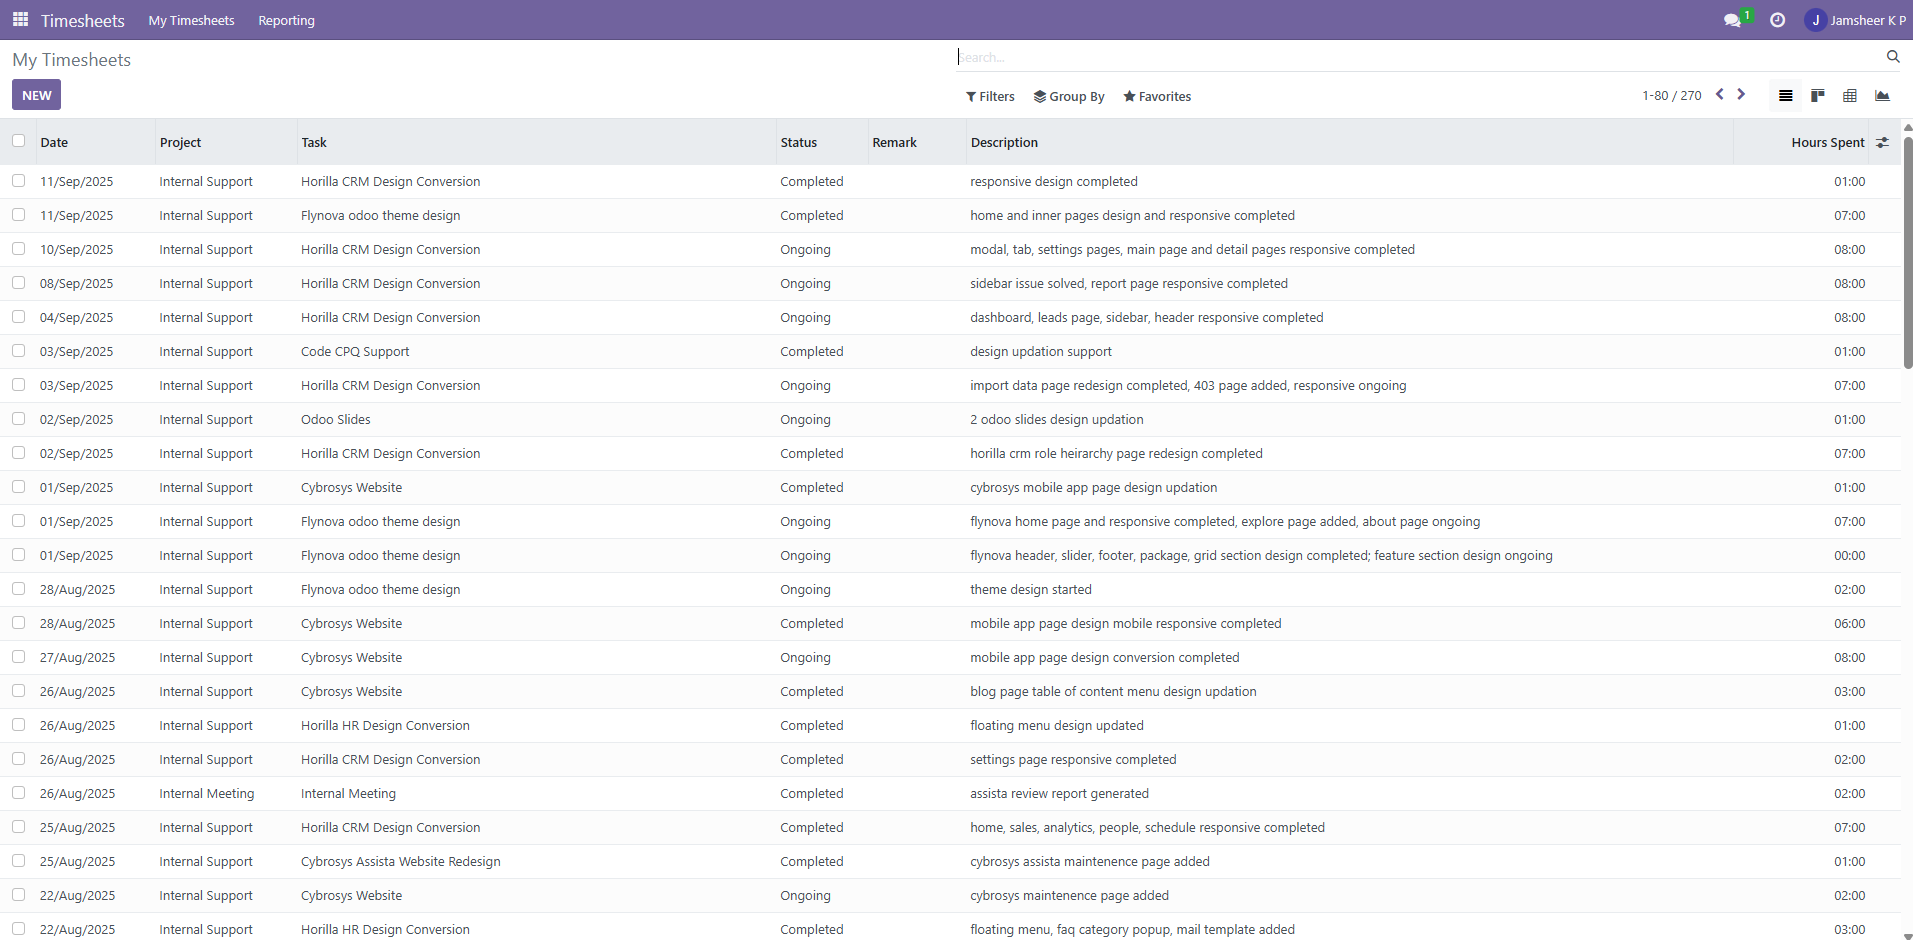 Timesheets My Timesheets Reporting 1 J Jamsheer K P
My Timesheets Search...
NEW Filters Group By Favorites 1-80 / 270
Date Project Task Status Remark Description Hours Spent
11/Sep/2025 Internal Support Horilla CRM Design Conversion Completed responsive design completed 01:00
11/Sep/2025 Internal Support Flynova odoo theme design Completed home and inner pages design and responsive completed 07:00
10/Sep/2025 Internal Support Horilla CRM Design Conversion Ongoing modal, tab, settings pages, main page and detail pages responsive completed 08:00
08/Sep/2025 Internal Support Horilla CRM Design Conversion Ongoing sidebar issue solved, report page responsive completed 08:00
04/Sep/2025 Internal Support Horilla CRM Design Conversion Ongoing dashboard, leads page, sidebar, header responsive completed 08:00
03/Sep/2025 Internal Support Code CPQ Support Completed design updation support 01:00
03/Sep/2025 Internal Support Horilla CRM Design Conversion Ongoing import data page redesign completed, 403 page added, responsive ongoing 07:00
02/Sep/2025 Internal Support Odoo Slides Ongoing 2 odoo slides design updation 01:00
02/Sep/2025 Internal Support Horilla CRM Design Conversion Completed horilla crm role heirarchy page redesign completed 07:00
01/Sep/2025 Internal Support Cybrosys Website Completed cybrosys mobile app page design updation 01:00
01/Sep/2025 Internal Support Flynova odoo theme design Ongoing flynova home page and responsive completed, explore page added, about page ongoing 07:00
01/Sep/2025 Internal Support Flynova odoo theme design Ongoing flynova header, slider, footer, package, grid section design completed; feature section design ongoing 00:00
28/Aug/2025 Internal Support Flynova odoo theme design Ongoing theme design started 02:00
28/Aug/2025 Internal Support Cybrosys Website Completed mobile app page design mobile responsive completed 06:00
27/Aug/2025 Internal Support Cybrosys Website Ongoing mobile app page design conversion completed 08:00
26/Aug/2025 Internal Support Cybrosys Website Completed blog page table of content menu design updation 03:00
26/Aug/2025 Internal Support Horilla HR Design Conversion Completed floating menu design updated 01:00
26/Aug/2025 Internal Support Horilla CRM Design Conversion Completed settings page responsive completed 02:00
26/Aug/2025 Internal Meeting Internal Meeting Completed assista review report generated 02:00
25/Aug/2025 Internal Support Horilla CRM Design Conversion Completed home, sales, analytics, people, schedule responsive completed 07:00
25/Aug/2025 Internal Support Cybrosys Assista Website Redesign Completed cybrosys assista maintenence page added 01:00
22/Aug/2025 Internal Support Cybrosys Website Ongoing cybrosys maintenence page added 02:00
22/Aug/2025 Internal Support Horilla HR Design Conversion Completed floating menu, faq category popup, mail template added 03:00